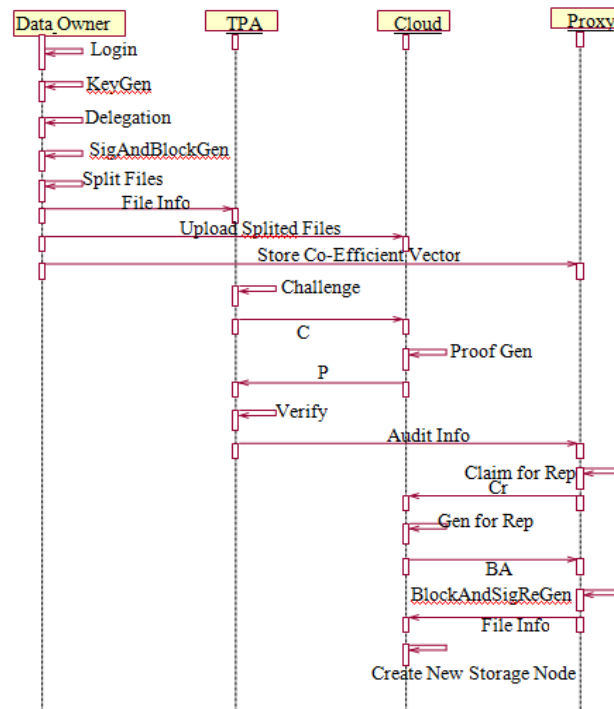 Data_Owner TPA Cloud Proxy
Login
KeyGen
Delegation
SigAndBlockGen
Split Files
File Info
Upload Splited Files
Store Co-Efficient Vector
Challenge
C
Proof Gen
P
Verify
Audit Info
Claim for Rep
Cr
Gen for Rep
BA
BlockAndSigReGen
File Info
Create New Storage Node